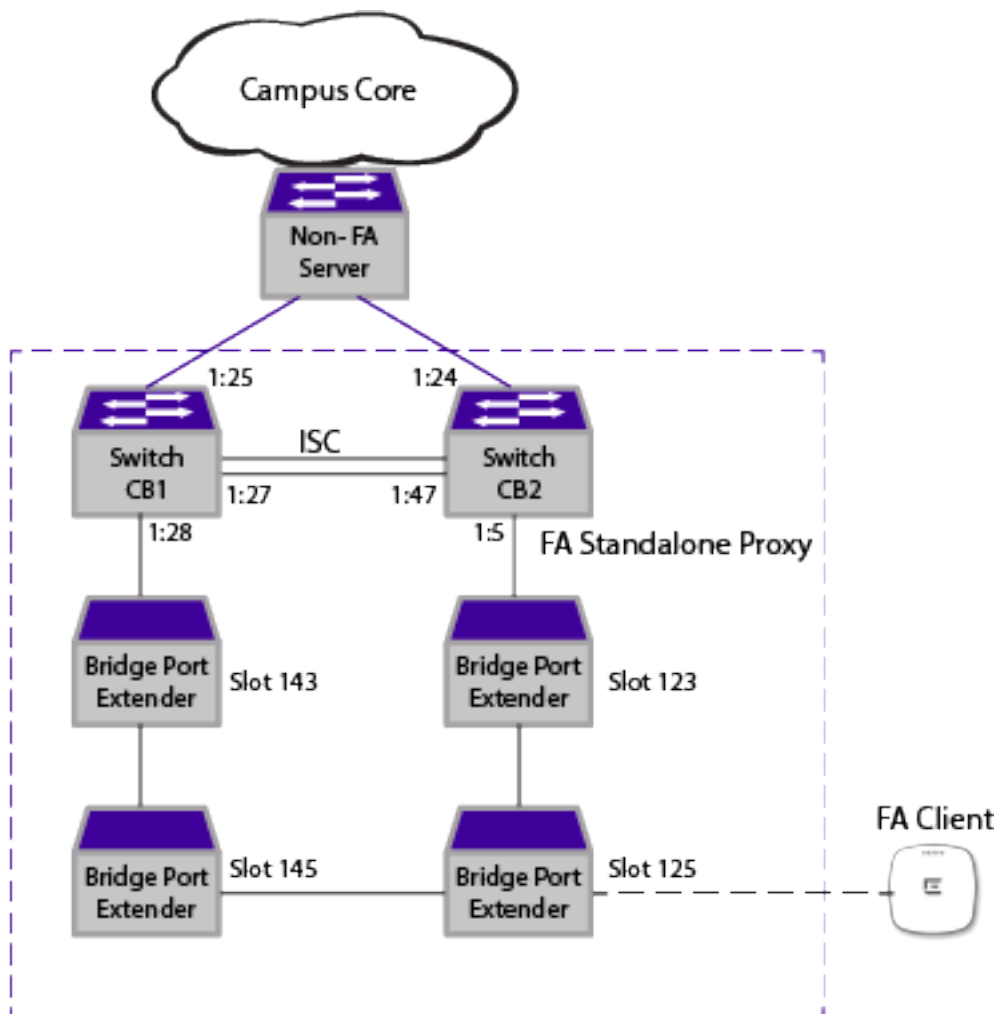 Campus Core
Non- FA
Server
1:25
1:24
ISC
Switch
CB1
Switch
CB2
1:27
1:47
1:28
1:5
FA Standalone Proxy
Bridge Port
Extender
Slot 143
Bridge Port
Extender
Slot 123
FA Client
Bridge Port
Extender
Slot 145
Bridge Port
Extender
Slot 125